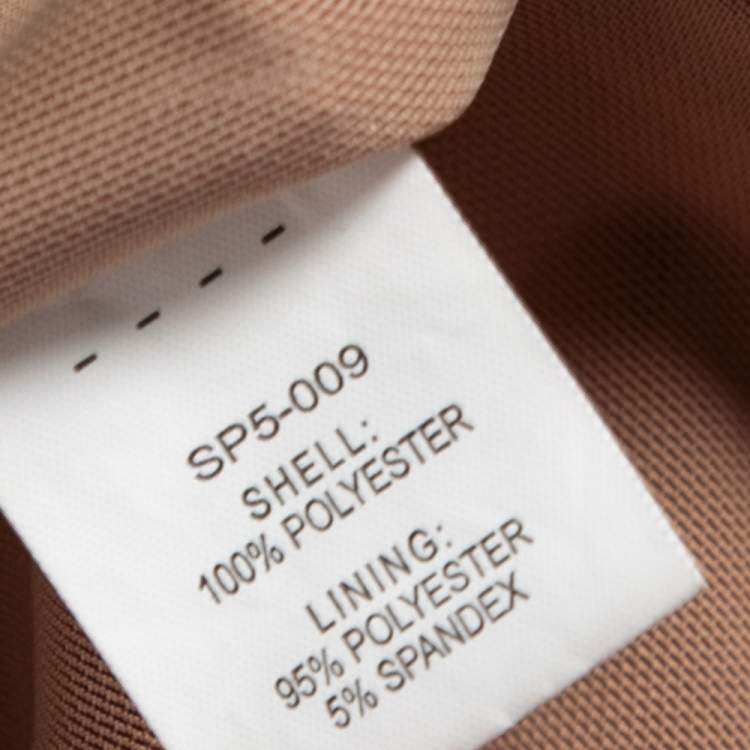 SP5-009
SHELL:
100% POLYESTER
LINING:
95% POLYESTER
5% SPANDEX